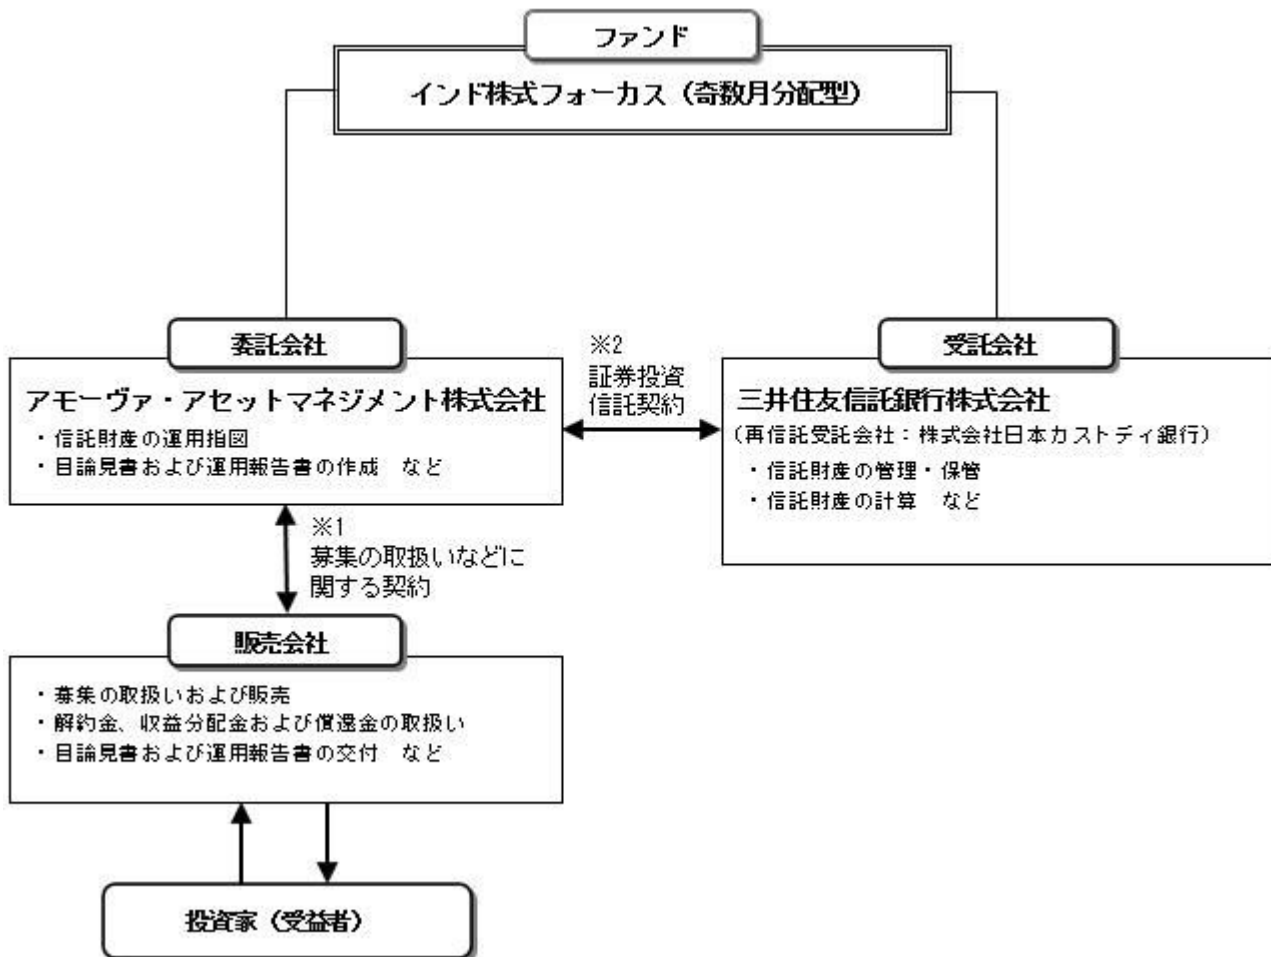 ファンド
インド株式フォーカス（奇数月分配型）
委託会社
アモーヴァ・アセットマネジメント株式会社
・信託財産の運用指図
・目論見書および運用報告書の作成　など
※2
証券投資
信託契約
受託会社
三井住友信託銀行株式会社
（再信託受託会社：株式会社日本カストディ銀行）
・信託財産の管理・保管
・信託財産の計算　など
※1
募集の取扱いなどに
関する契約
販売会社
・募集の取扱いおよび販売
・解約金、収益分配金および償還金の取扱い
・目論見書および運用報告書の交付　など
投資家（受益者）